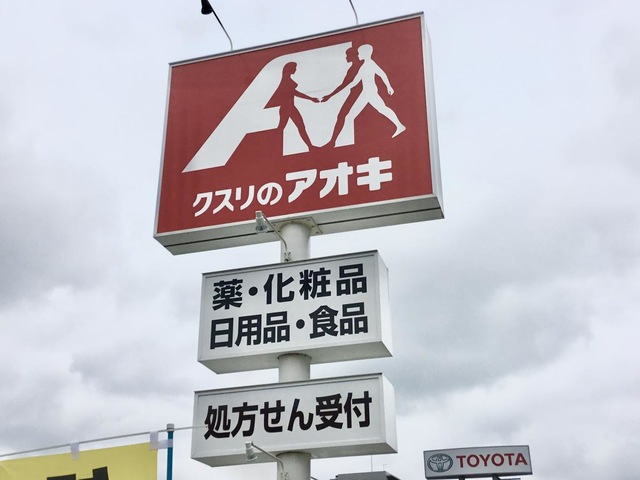 クスリのアオキ
薬・化粧品
日用品・食品
処方せん受付
TOYOTA